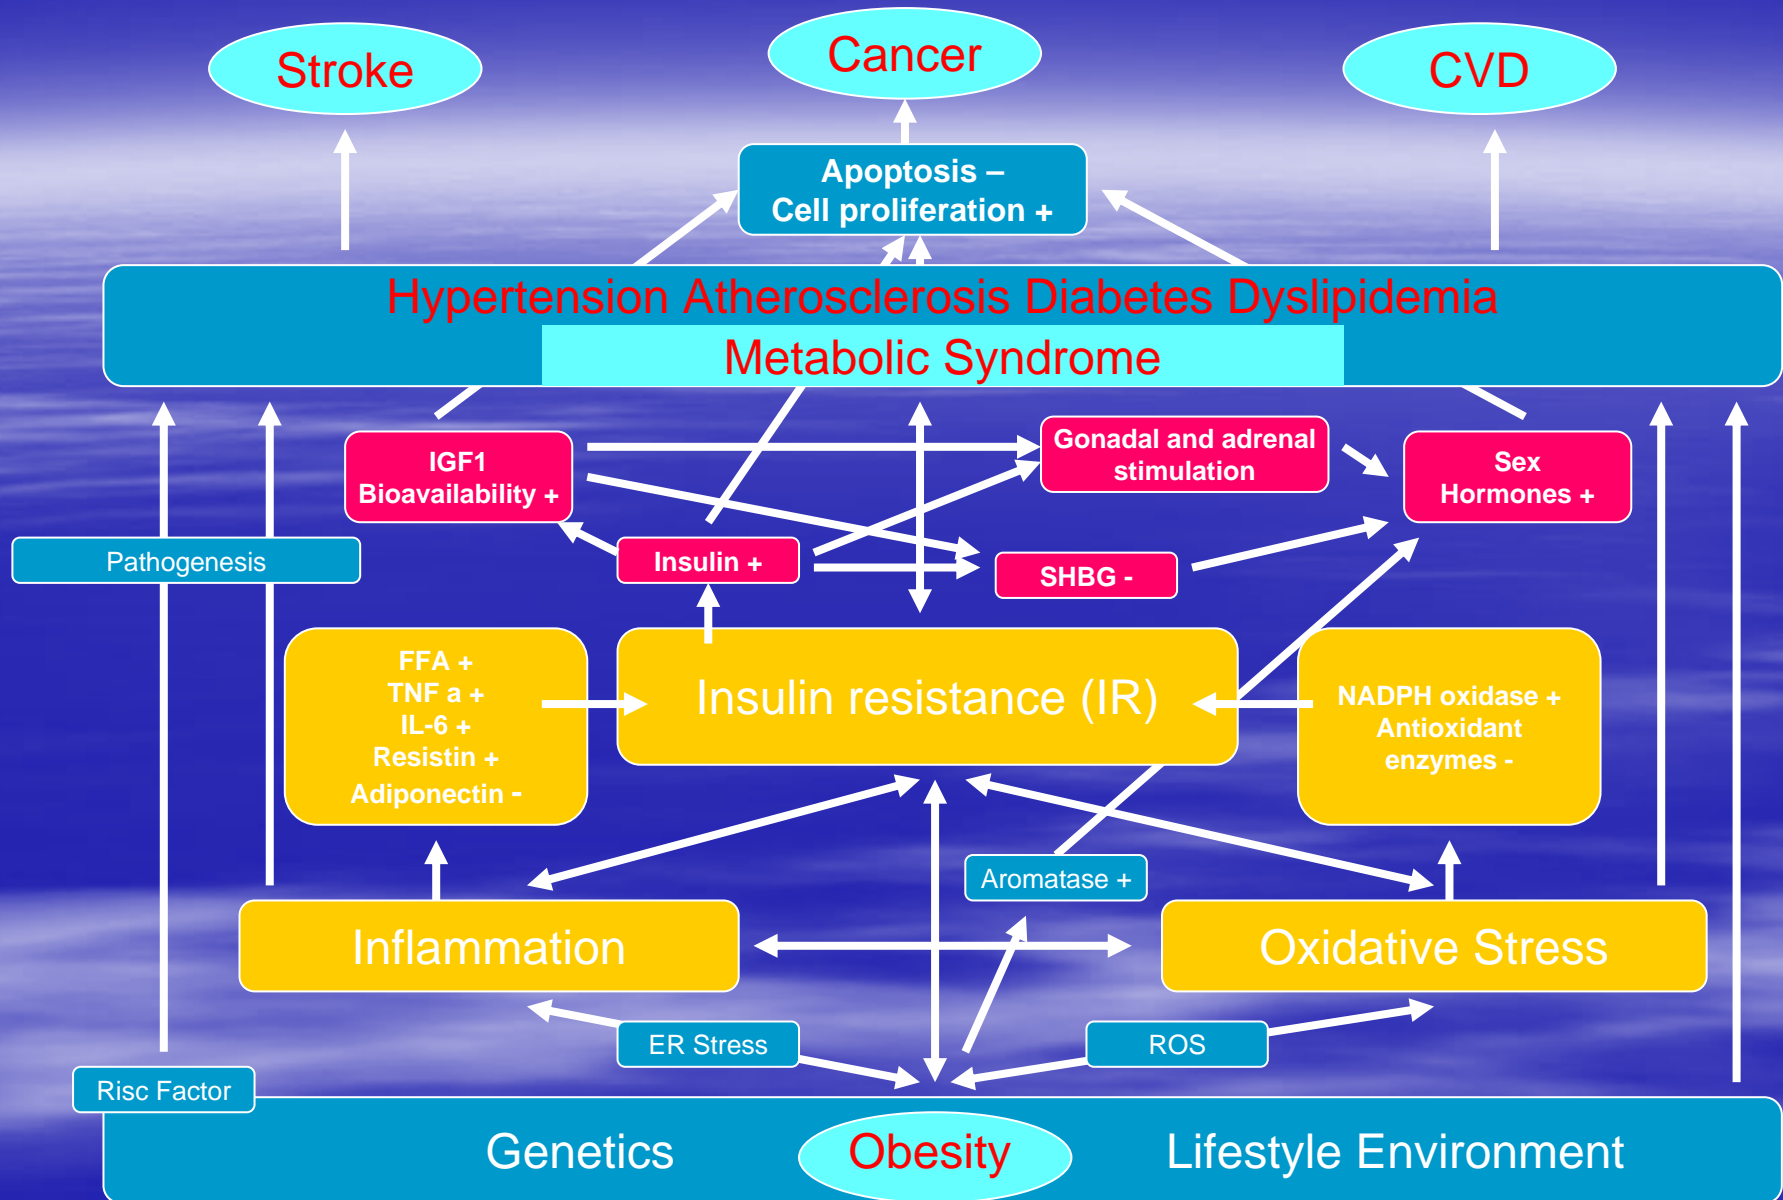 Stroke
Cancer
CVD
Apoptosis –
Cell proliferation +
Hypertension Atherosclerosis Diabetes Dyslipidemia
Metabolic Syndrome
IGF1
Bioavailability +
Gonadal and adrenal
stimulation
Sex
Hormones +
Pathogenesis
Insulin +
SHBG -
FFA +
TNF a +
IL-6 +
Resistin +
Adiponectin -
Insulin resistance (IR)
NADPH oxidase +
Antioxidant
enzymes -
Aromatase +
Inflammation
Oxidative Stress
ER Stress
ROS
Risc Factor
Genetics
Obesity
Lifestyle Environment